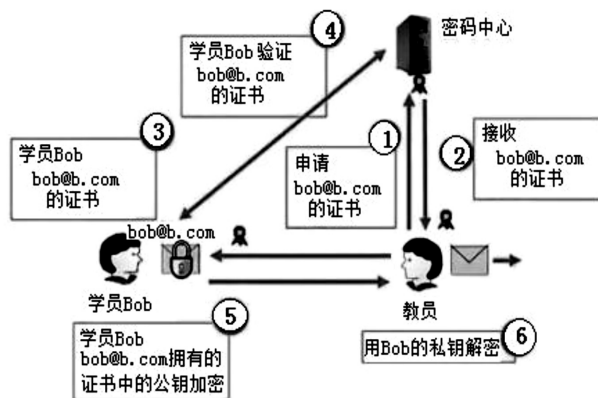 ④
密码中心
学员Bob 验证
bob@b.com
的证书
③
学员Bob
bob@b.com
的证书
①
申请
bob@b.com
的证书
②
接收
bob@b.com
的证书
bob@b.com
学员Bob
教员
⑤
学员Bob
bob@b.com拥有的
证书中的公钥加密
⑥
用Bob的私钥解密